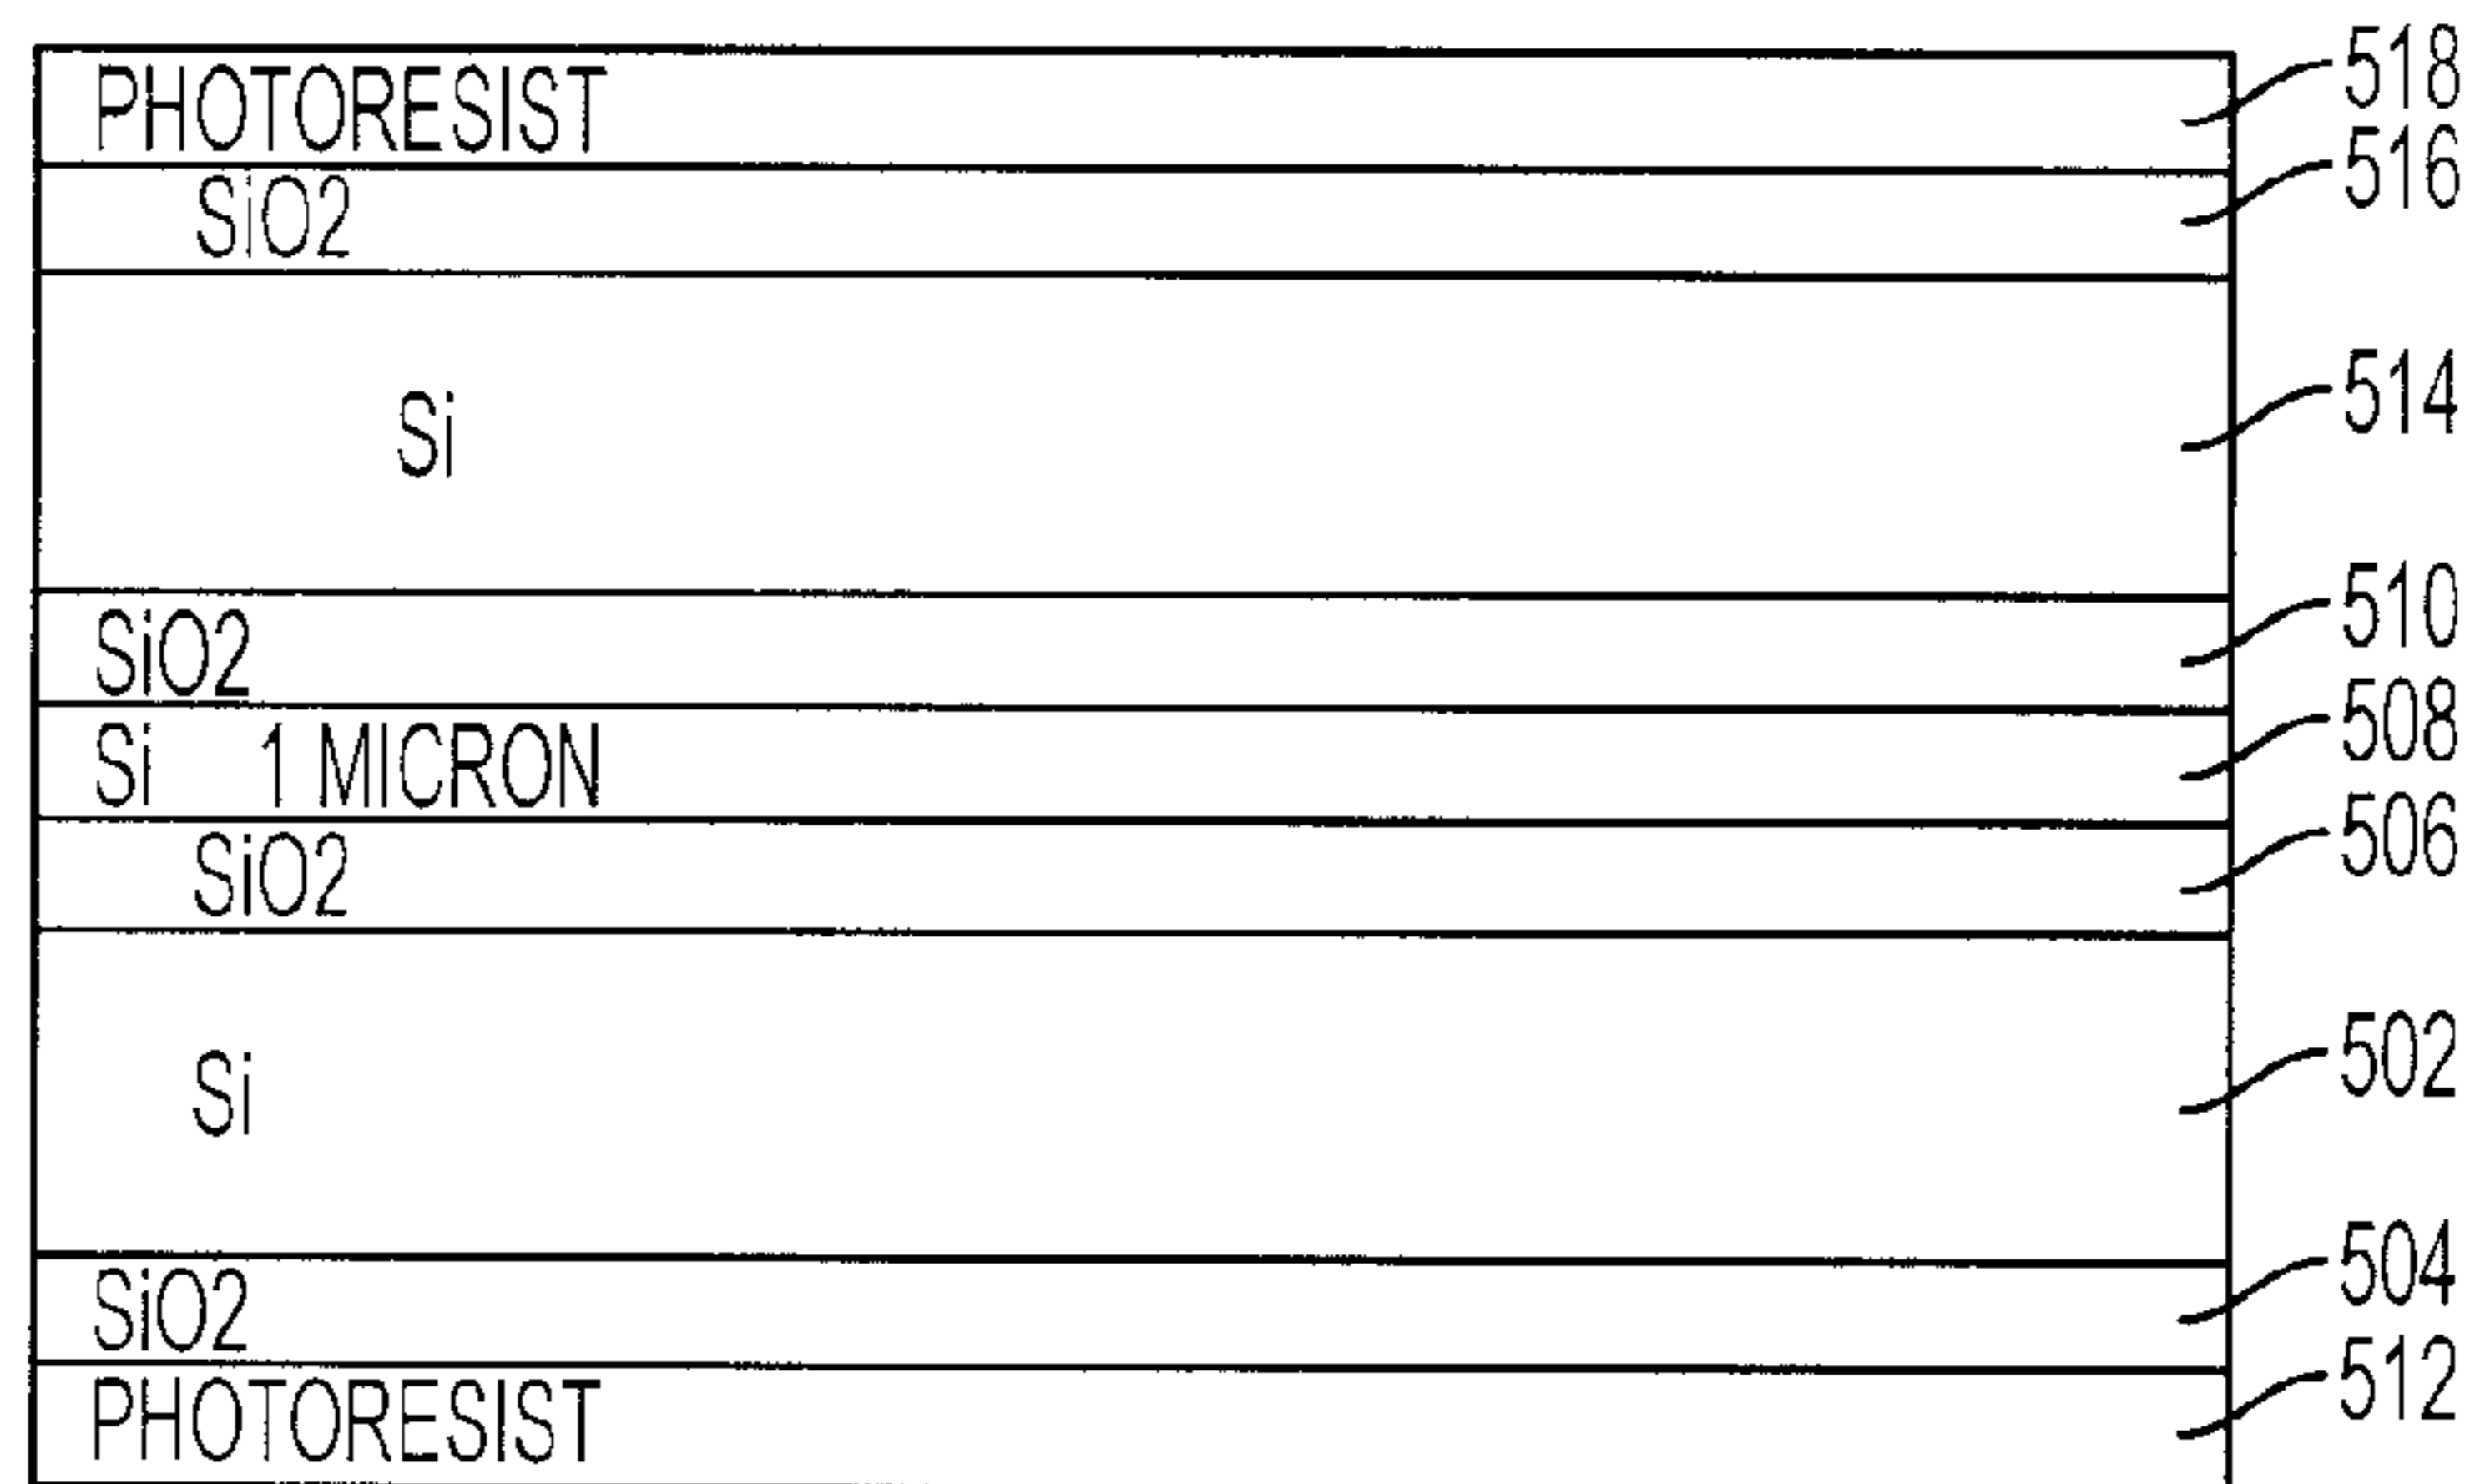 PHOTORESIST 518
SiO2 516
Si 514
SiO2 510
Si 1 MICRON 508
SiO2 506
Si 502
SiO2 504
PHOTORESIST 512